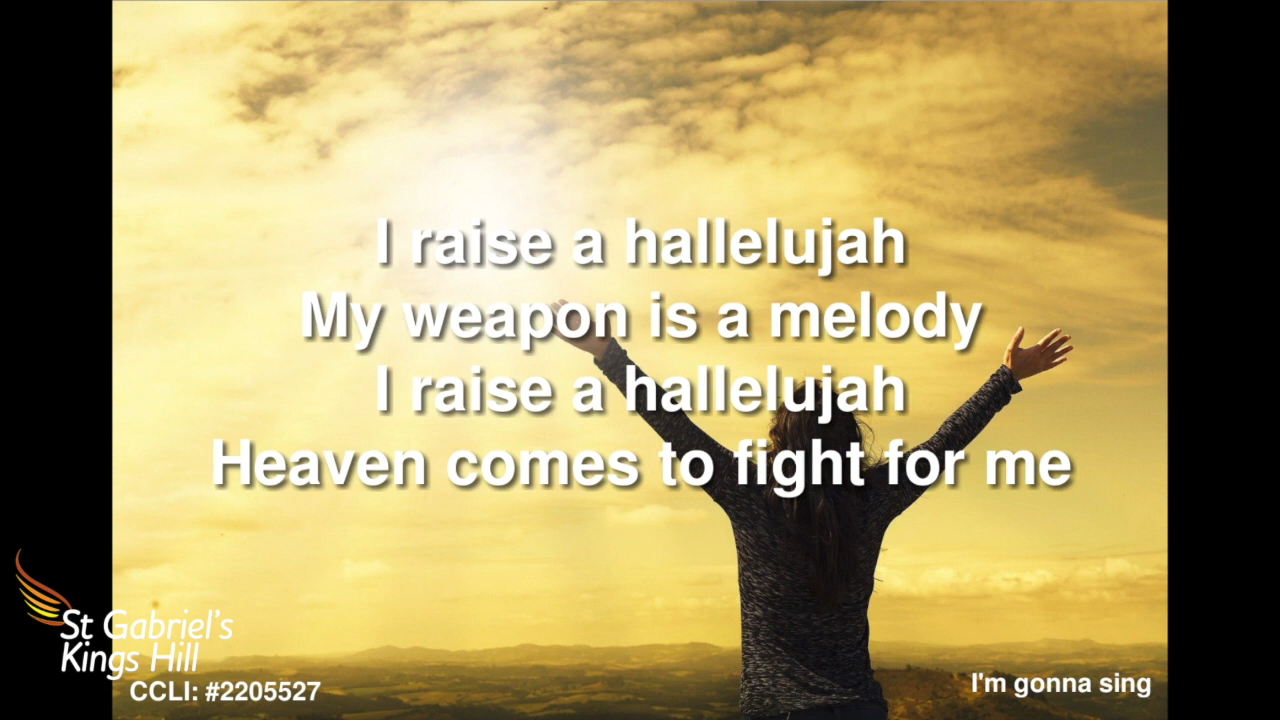 I raise a hallelujah
My weapon is a melody
I raise a hallelujah
Heaven comes to fight for me
St Gabriel's
Kings Hill
CCLI: #2205527
I'm gonna sing